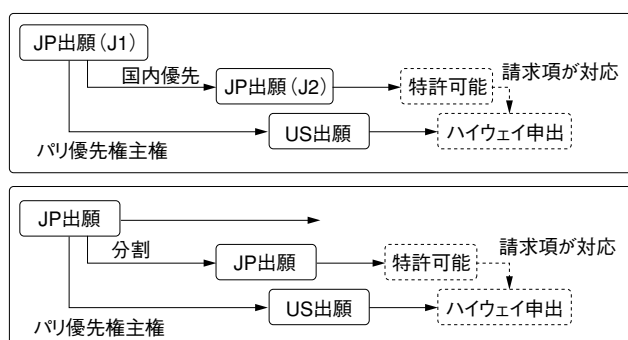 JP出願（J1）
国内優先
JP出願（J2）
特許可能
請求項が対応
US出願
ハイウェイ申出
パリ優先権主権
JP出願
分割
JP出願
特許可能
請求項が対応
US出願
ハイウェイ申出
パリ優先権主権